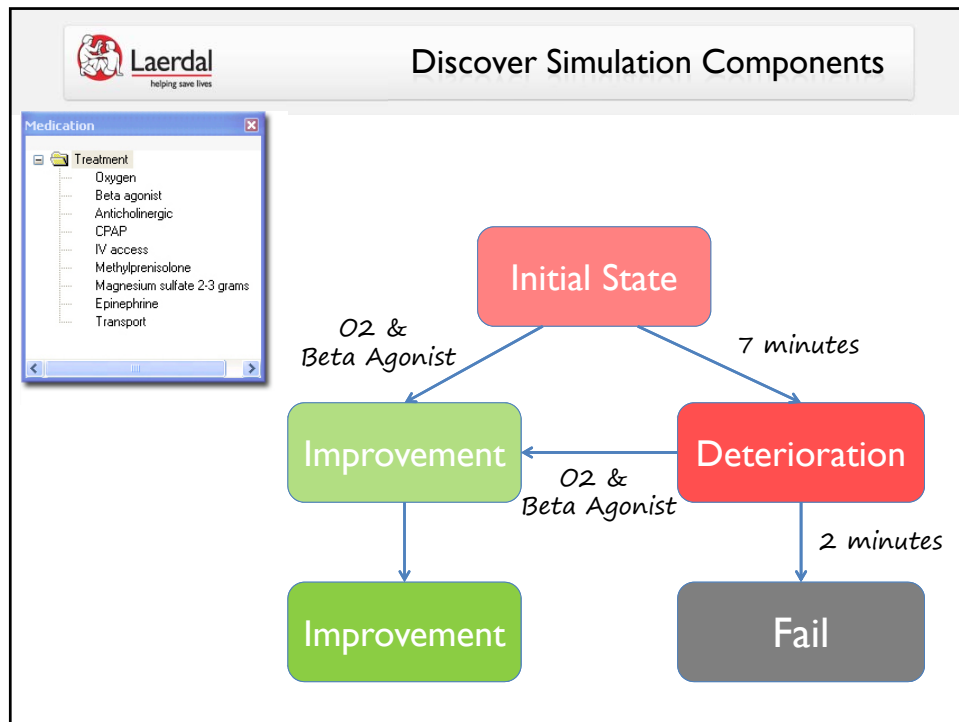 Laerdal
helping save lives
Discover Simulation Components
Medication
Treatment
Oxygen
Beta agonist
Anticholinergic
CPAP
IV access
Methylprenisolone
Magnesium sulfate 2-3 grams
Epinephrine
Transport
Initial State
O2 &
Beta Agonist
7 minutes
Improvement
Deterioration
O2 &
Beta Agonist
2 minutes
Improvement
Fail